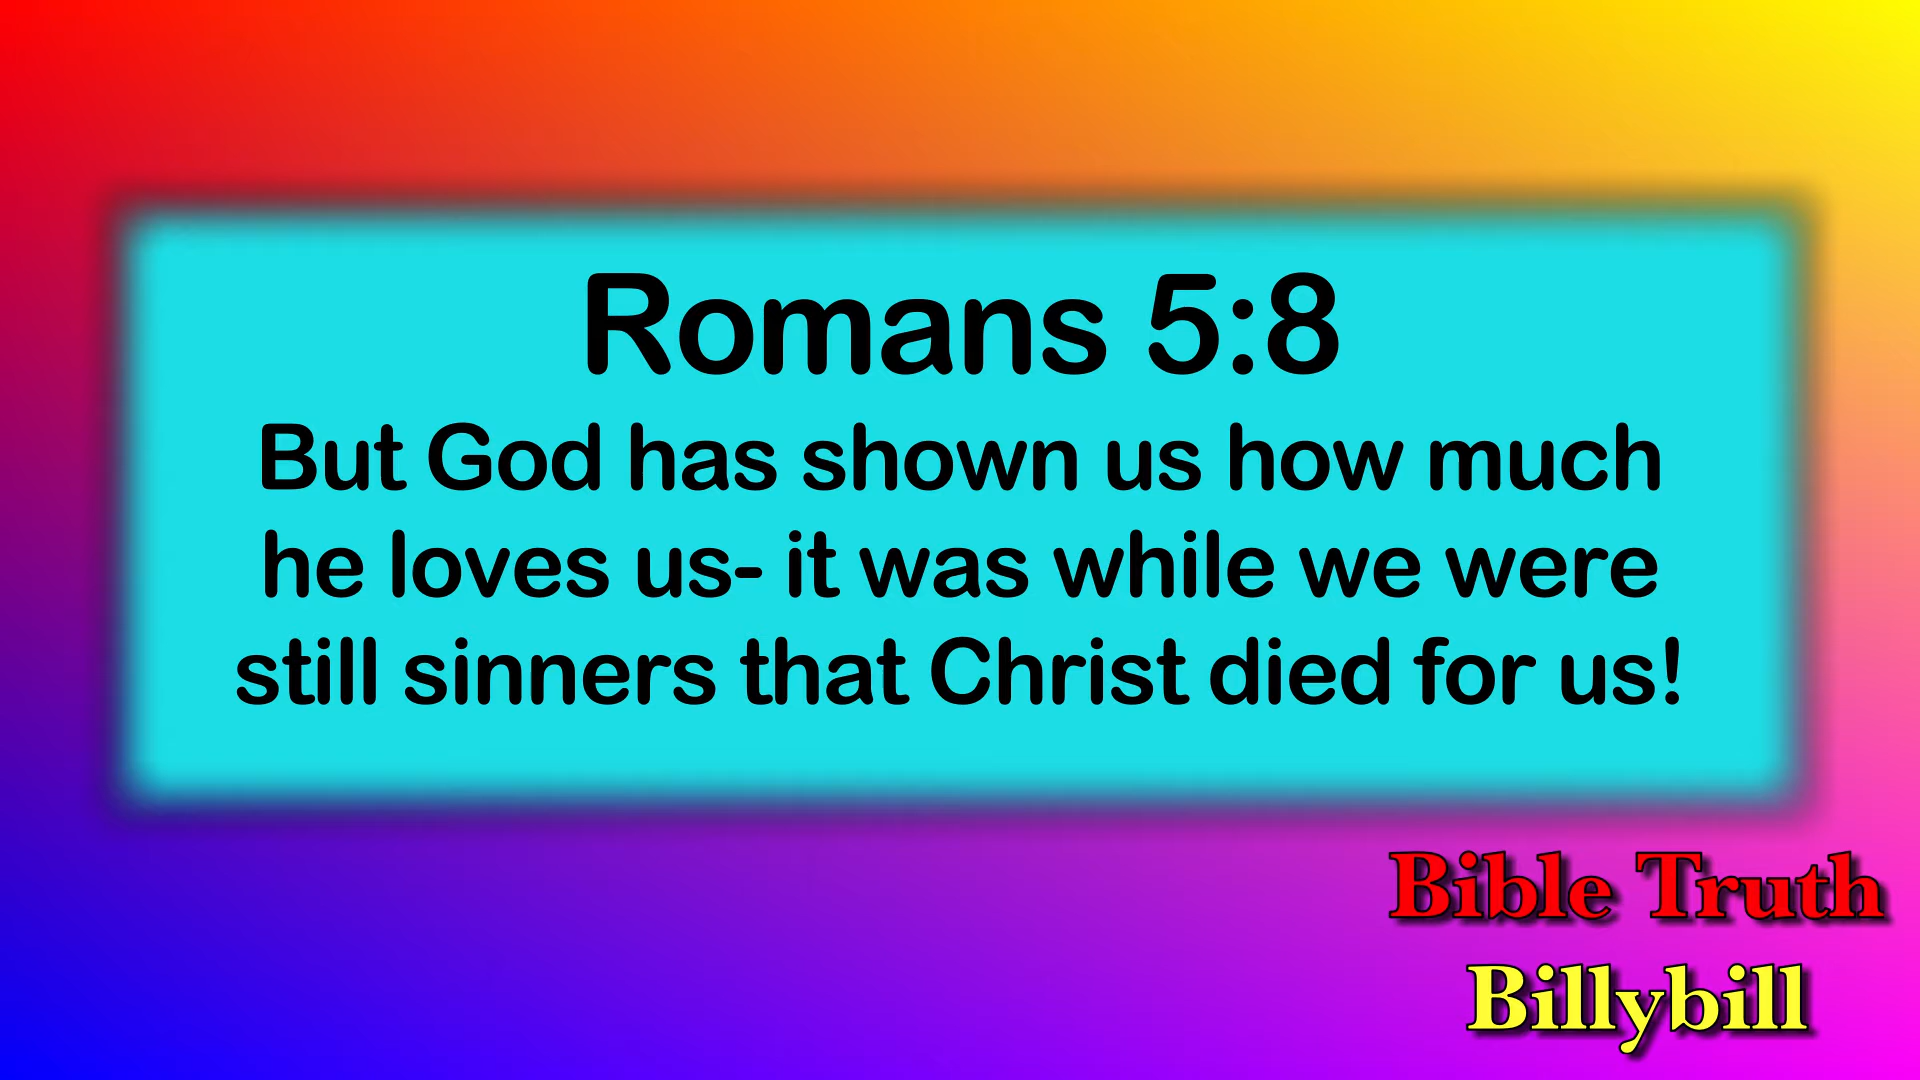 Romans 5:8
But God has shown us how much
he loves us- it was while we were
still sinners that Christ died for us!
Bible Truth
Billybill